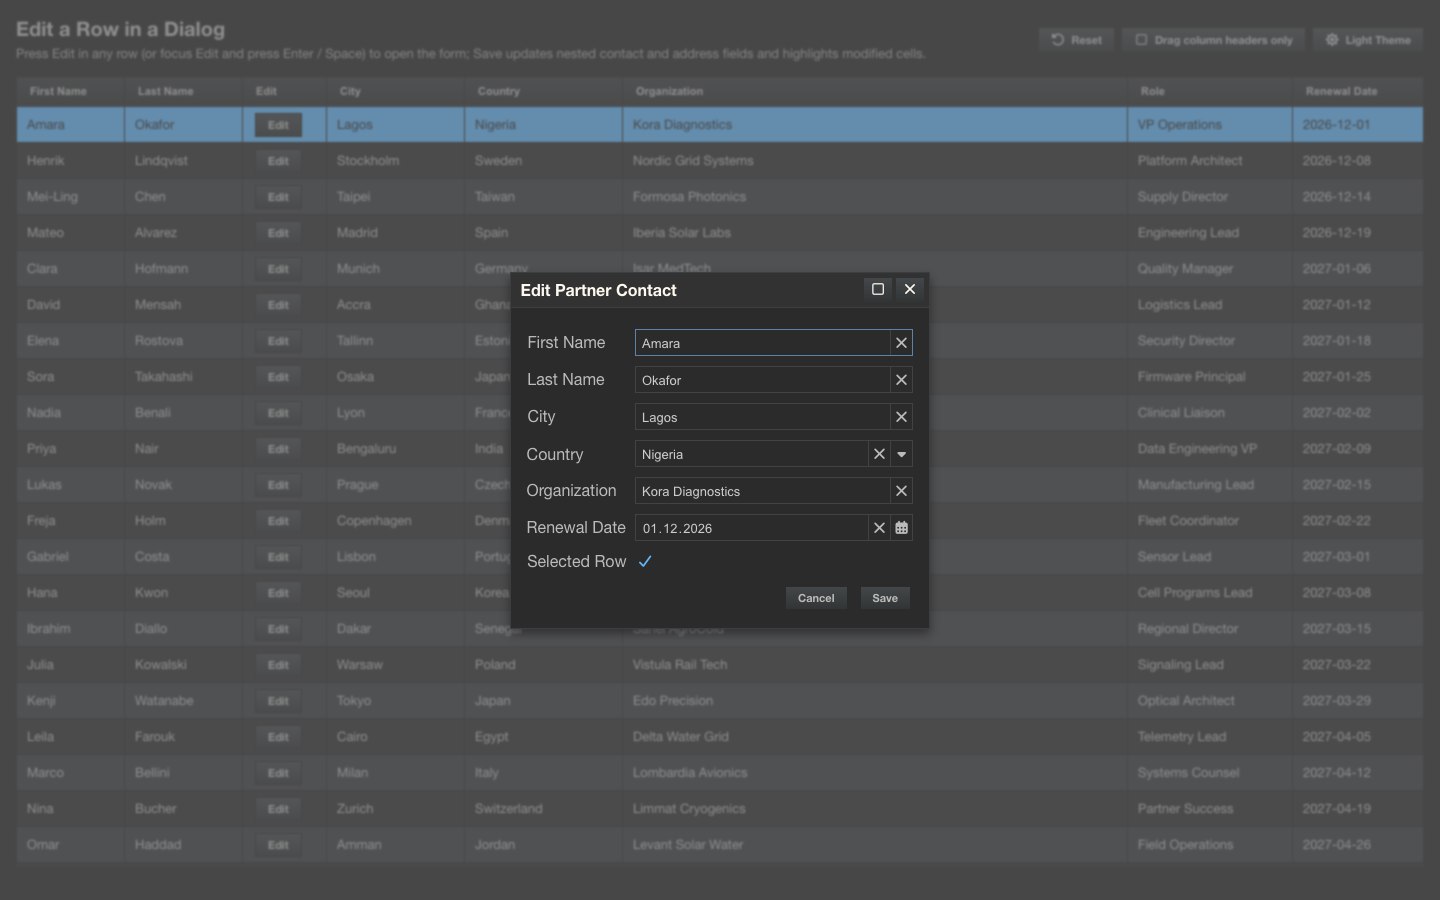 Edit a Row in a Dialog
Press Edit in any row (or focus Edit and press Enter / Space) to open the form; Save updates nested contact and address fields and highlights modified cells.
Reset Drag column headers only Light Theme
First Name Last Name Edit City Country Organization Role Renewal Date
Amara Okafor Edit Lagos Nigeria Kora Diagnostics VP Operations 2026-12-01
Henrik Lindqvist Edit Stockholm Sweden Nordic Grid Systems Platform Architect 2026-12-08
Mei-Ling Chen Edit Taipei Taiwan Formosa Photonics Supply Director 2026-12-14
Mateo Alvarez Edit Madrid Spain Iberia Solar Labs Engineering Lead 2026-12-19
Clara Hofmann Edit Munich Germany Isar MedTech Quality Manager 2027-01-06
David Mensah Edit Accra Ghana Logistics Lead 2027-01-12
Elena Rostova Edit Tallinn Estoni Security Director 2027-01-18
Sora Takahashi Edit Osaka Japan Firmware Principal 2027-01-25
Nadia Benali Edit Lyon Franc Clinical Liaison 2027-02-02
Priya Nair Edit Bengaluru India Data Engineering VP 2027-02-09
Lukas Novak Edit Prague Czech Manufacturing Lead 2027-02-15
Freja Holm Edit Copenhagen Denm Fleet Coordinator 2027-02-22
Gabriel Costa Edit Lisbon Portug Sensor Lead 2027-03-01
Hana Kwon Edit Seoul Korea Cell Programs Lead 2027-03-08
Ibrahim Diallo Edit Dakar Senegal Sahel AgroCold Regional Director 2027-03-15
Julia Kowalski Edit Warsaw Poland Vistula Rail Tech Signaling Lead 2027-03-22
Kenji Watanabe Edit Tokyo Japan Edo Precision Optical Architect 2027-03-29
Leila Farouk Edit Cairo Egypt Delta Water Grid Telemetry Lead 2027-04-05
Marco Bellini Edit Milan Italy Lombardia Avionics Systems Counsel 2027-04-12
Nina Bucher Edit Zurich Switzerland Limmat Cryogenics Partner Success 2027-04-19
Omar Haddad Edit Amman Jordan Levant Solar Water Field Operations 2027-04-26
Edit Partner Contact
First Name Amara
Last Name Okafor
City Lagos
Country Nigeria
Organization Kora Diagnostics
Renewal Date 01.12.2026
Selected Row
Cancel Save